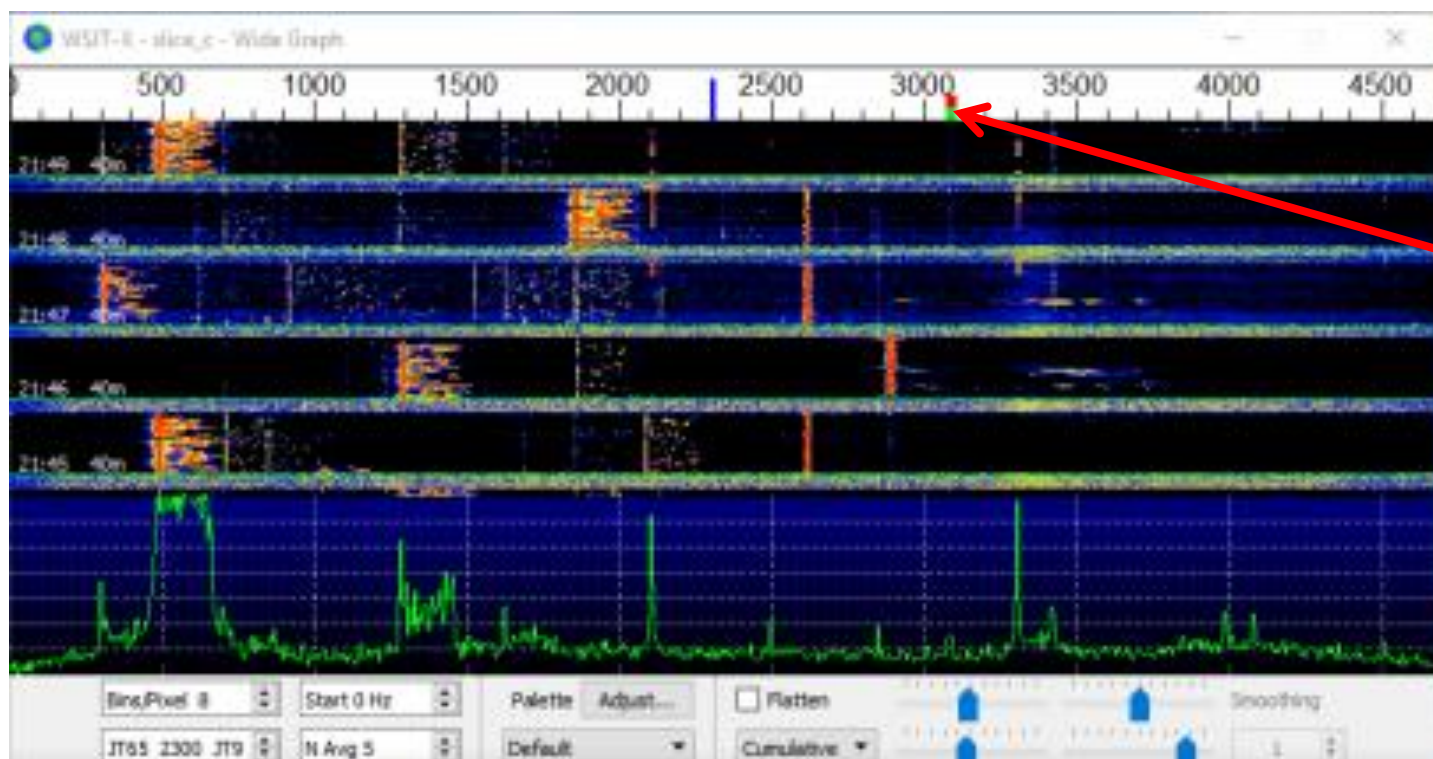 WSJT-X - slice_c - Wide Graph
500 1000 1500 2000 2500 3000 3500 4000 4500
21:49 40m
21:48 40m
21:47 40m
21:46 40m
21:45 40m
Bins/Pixel 8 Start 0 Hz Palette Adjust... Flatten Smoothing
JT65 2300 JT9 N Avg 5 Default Cumulative 1